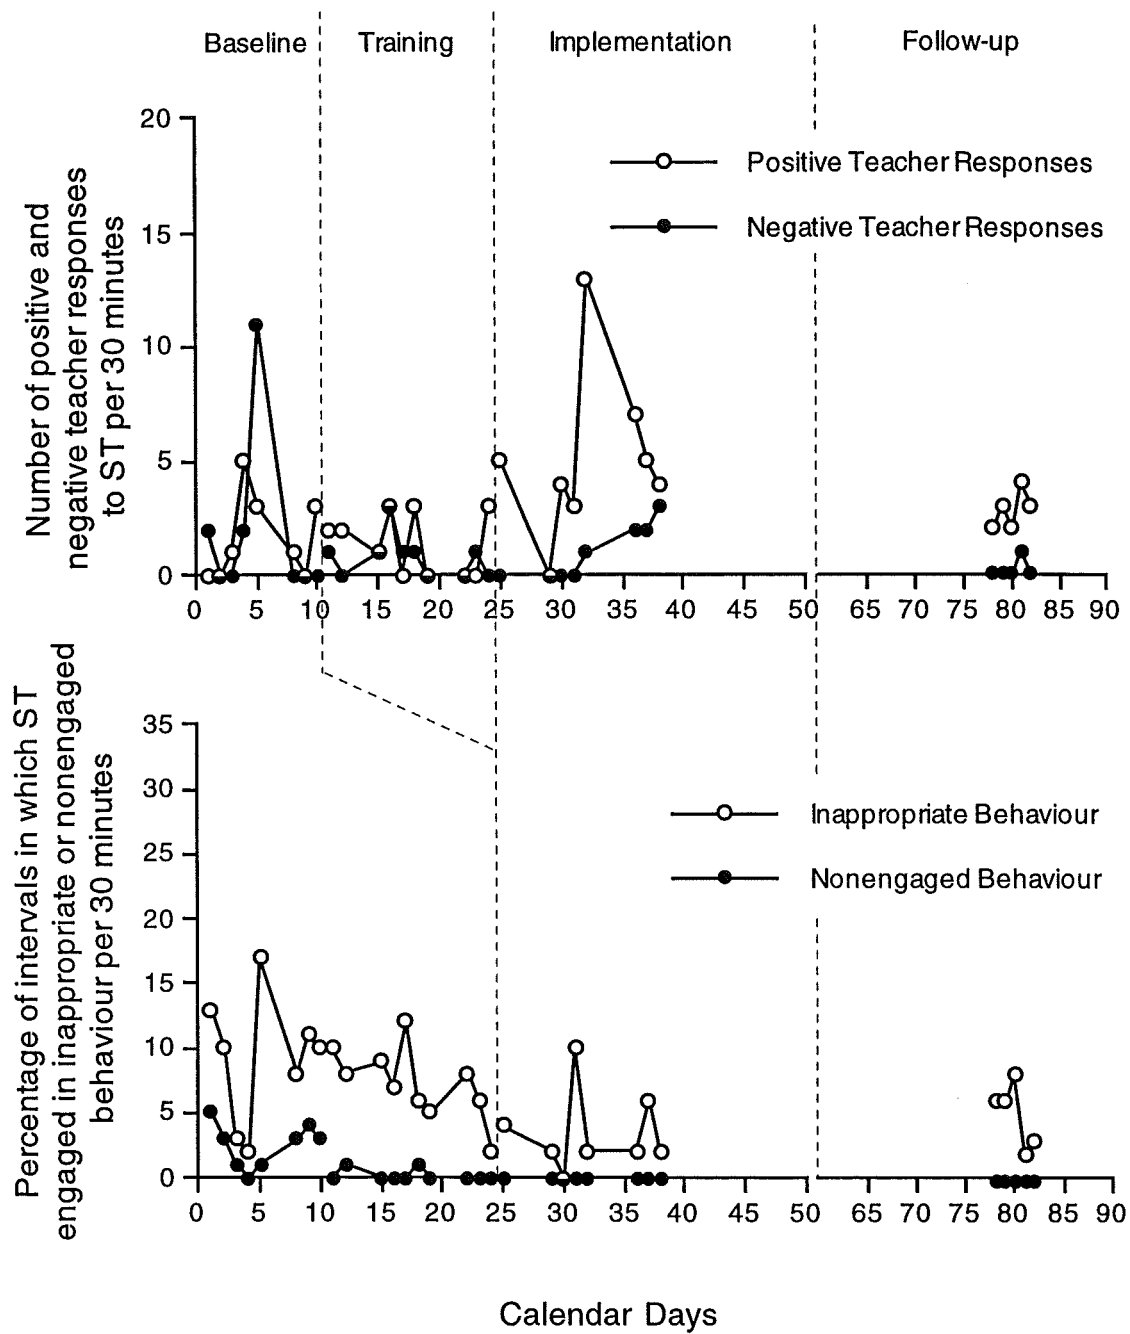 Baseline Training Implementation Follow-up
Number of positive and
negative teacher responses
to ST per 30 minutes
20
15
10
5
0
Positive Teacher Responses
Negative Teacher Responses
0 5 10 15 20 25 30 35 40 45 50 65 70 75 80 85 90
Percentage of intervals in which ST
engaged in inappropriate or nonengaged
behaviour per 30 minutes
35
30
25
20
15
10
5
0
Inappropriate Behaviour
Nonengaged Behaviour
0 5 10 15 20 25 30 35 40 45 50 65 70 75 80 85 90
Calendar Days